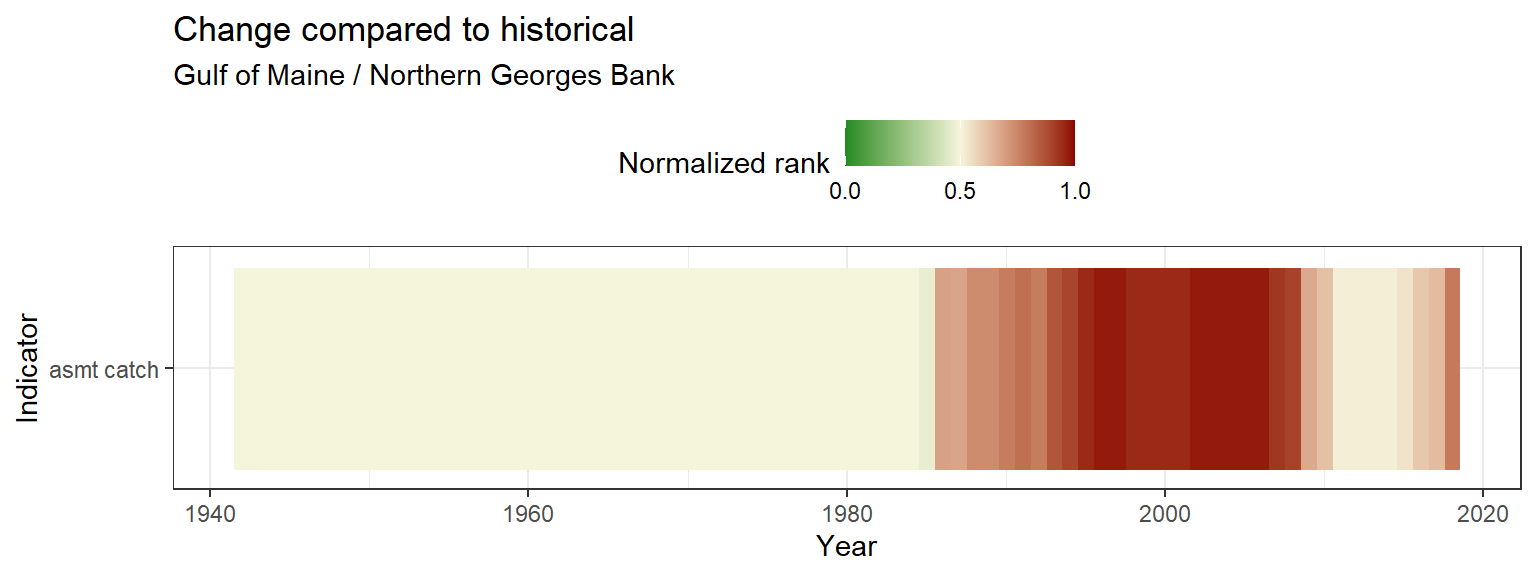 Change compared to historical
Gulf of Maine / Northern Georges Bank
Normalized rank
0.0 0.5 1.0
Indicator
asmt catch
1940 1960 1980 2000 2020
Year